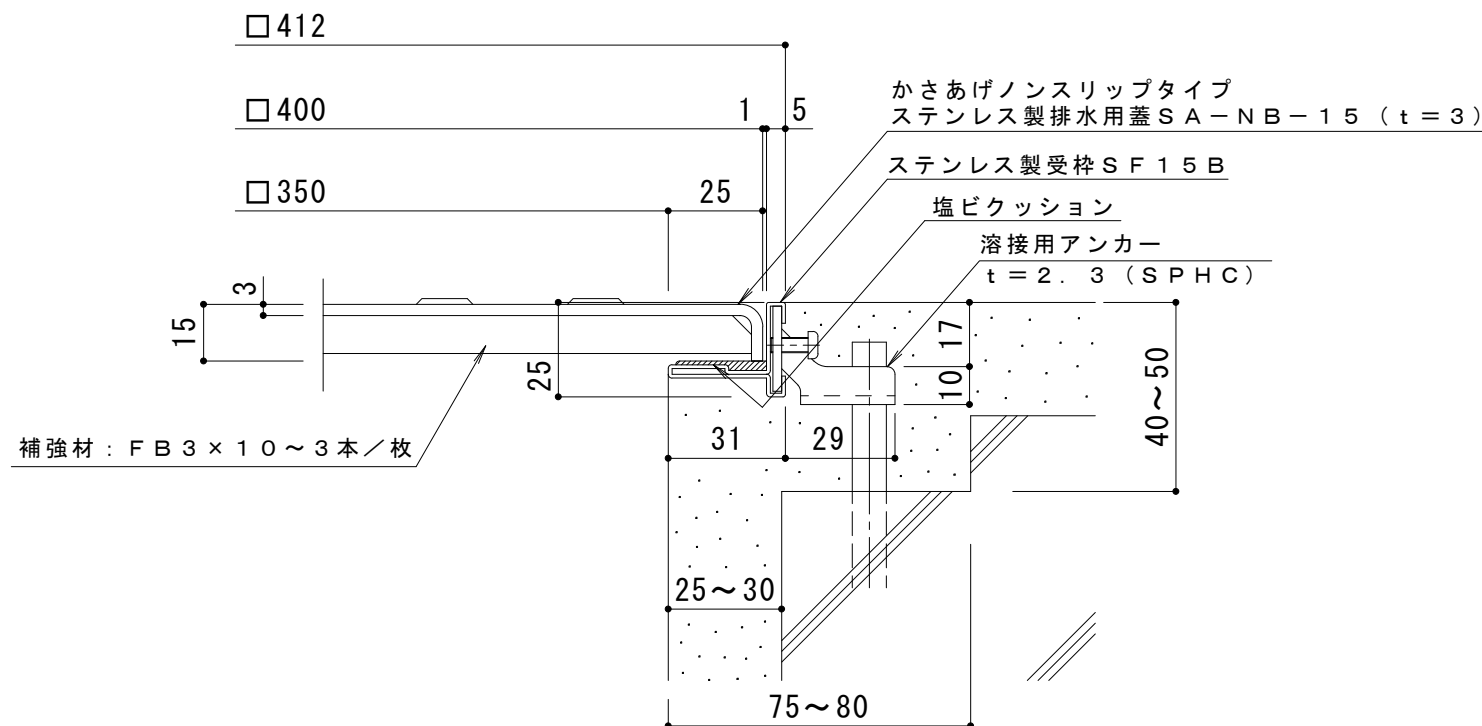 □412
□400
1
5
かさあげノンスリップタイプ
ステンレス製排水用蓋SA－NB－15（t＝3）
ステンレス製受枠SF15B
□350
25
塩ビクッション
溶接用アンカー
t＝2．3（SPHC）
3
15
25
17
10
40～50
31
29
補強材：FB3×10～3本／枚
25～30
75～80